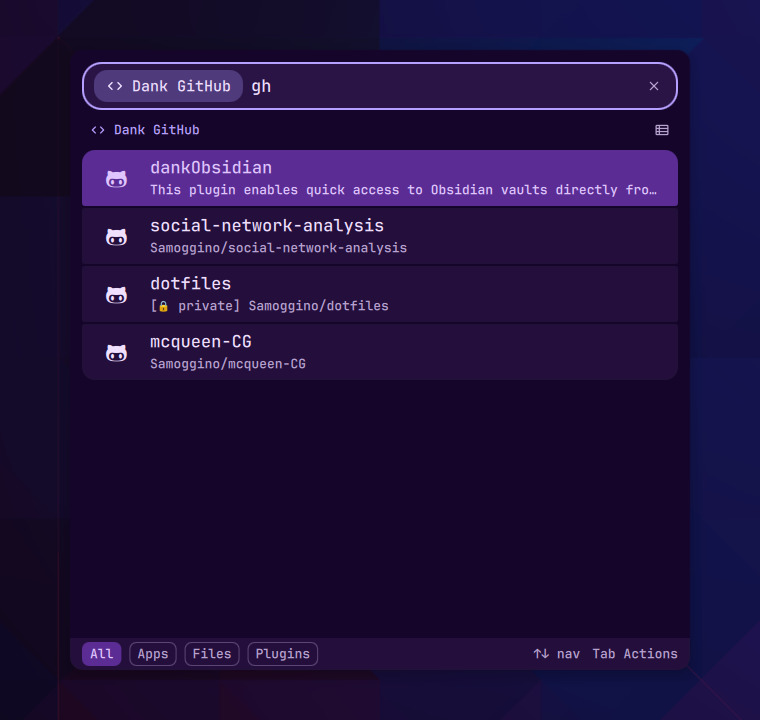 Dank GitHub gh
Dank GitHub
dankObsidian
This plugin enables quick access to Obsidian vaults directly fro…
social-network-analysis
Samoggino/social-network-analysis
dotfiles
[🔒 private] Samoggino/dotfiles
mcqueen-CG
Samoggino/mcqueen-CG
All Apps Files Plugins ↑↓ nav Tab Actions